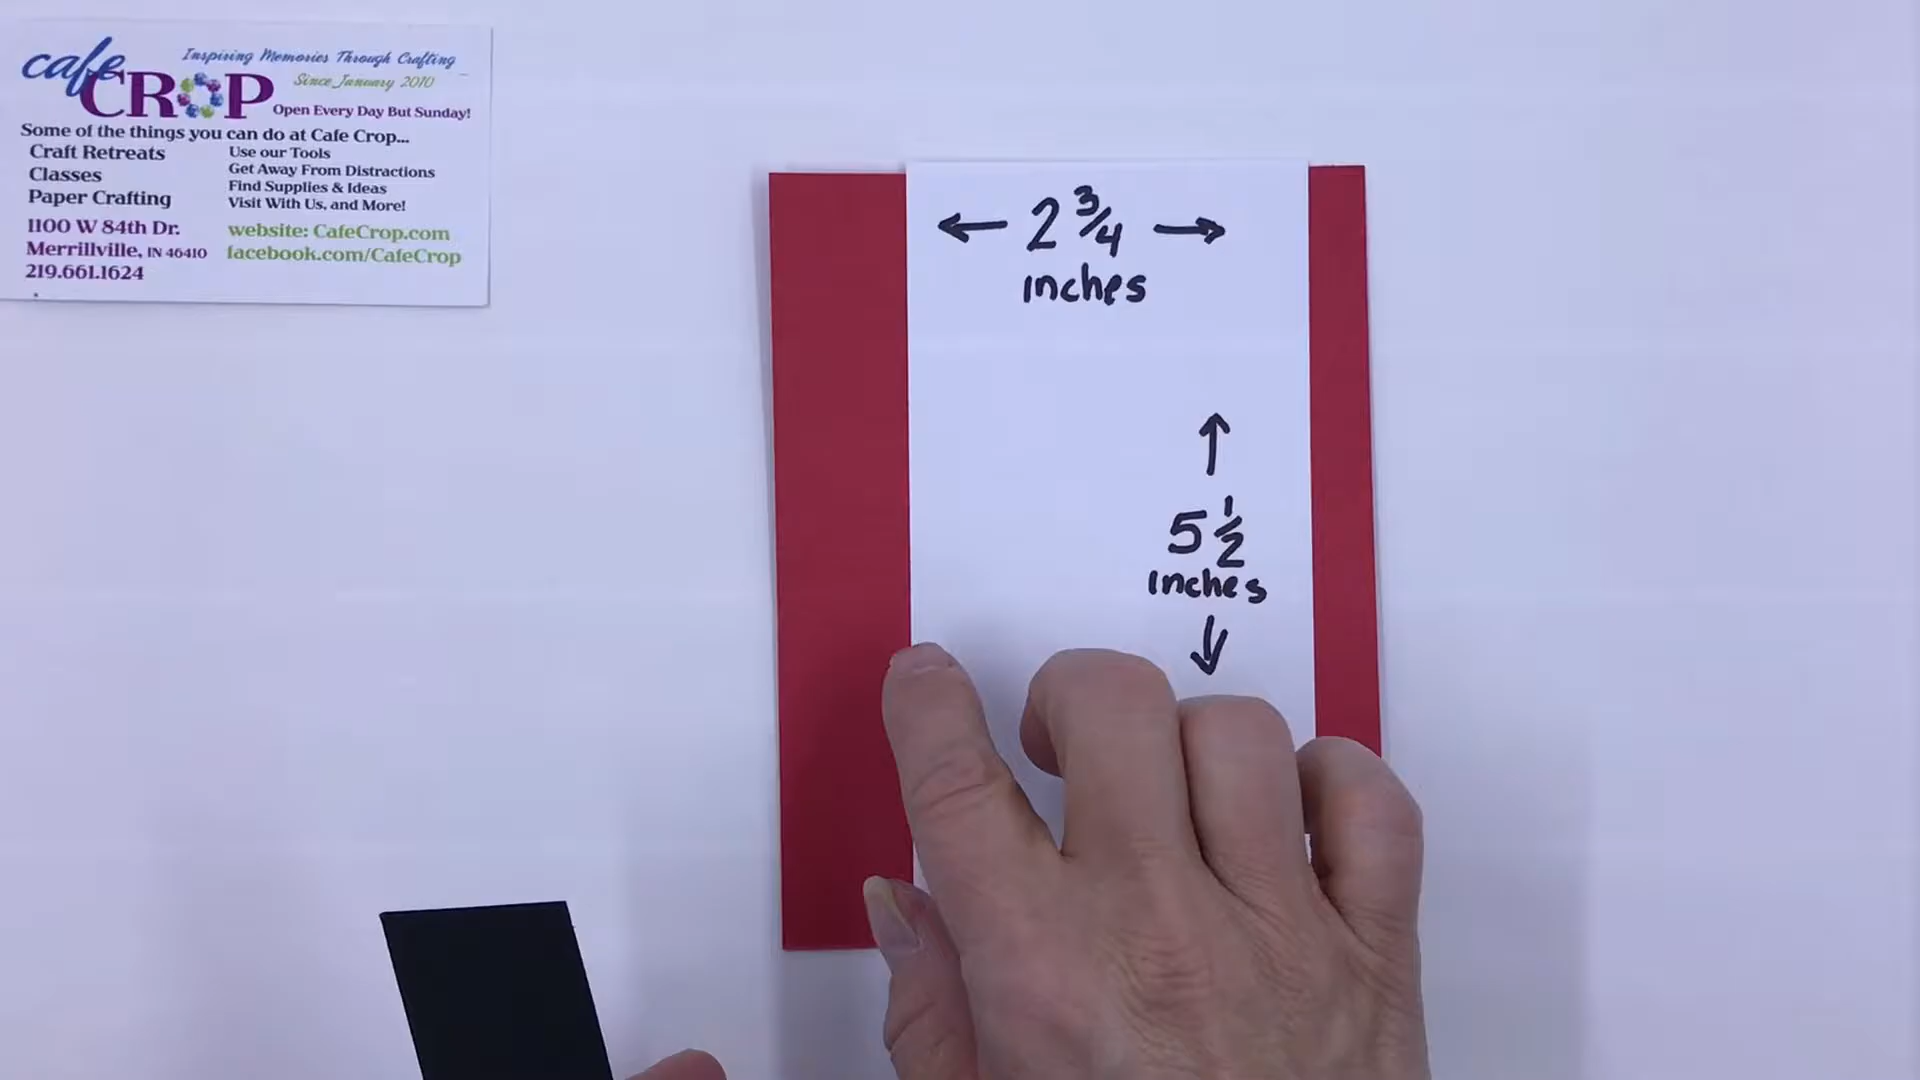 cafe CROP
Inspiring Memories Through Crafting
Since January 2010
Open Every Day But Sunday!
Some of the things you can do at Cafe Crop...
Craft Retreats
Classes
Paper Crafting
Use our Tools
Get Away From Distractions
Find Supplies & Ideas
Visit With Us, and More!
1100 W 84th Dr.
Merrillville, IN 46410
219.661.1624
website: CafeCrop.com
facebook.com/CafeCrop
← 2 3/4 →
inches
↑
5 1/2
inches
↓